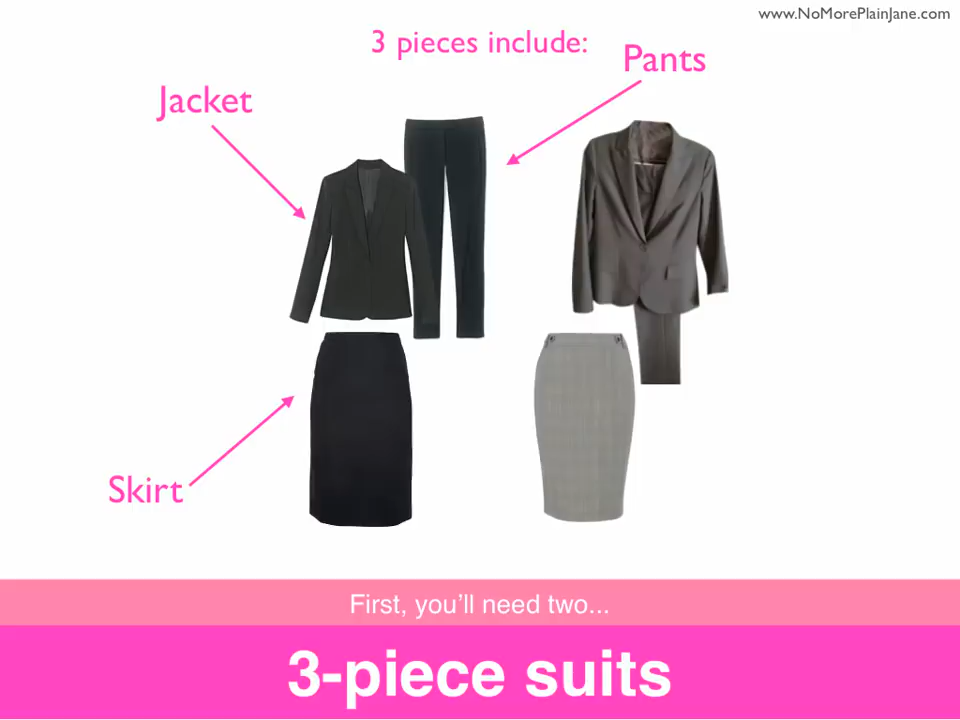 www.NoMorePlainJane.com
3 pieces include:
Pants
Jacket
Skirt
First, you’ll need two...
3-piece suits